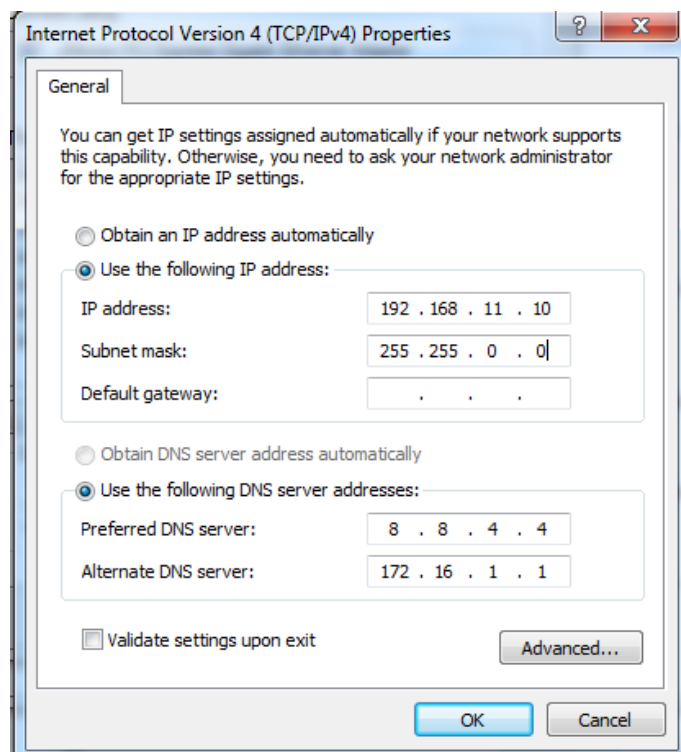 Internet Protocol Version 4 (TCP/IPv4) Properties
General
You can get IP settings assigned automatically if your network supports
this capability. Otherwise, you need to ask your network administrator
for the appropriate IP settings.
Obtain an IP address automatically
Use the following IP address:
IP address: 192 . 168 . 11 . 10
Subnet mask: 255 . 255 . 0 . 0
Default gateway: . . .
Obtain DNS server address automatically
Use the following DNS server addresses:
Preferred DNS server: 8 . 8 . 4 . 4
Alternate DNS server: 172 . 16 . 1 . 1
Validate settings upon exit
Advanced...
OK Cancel